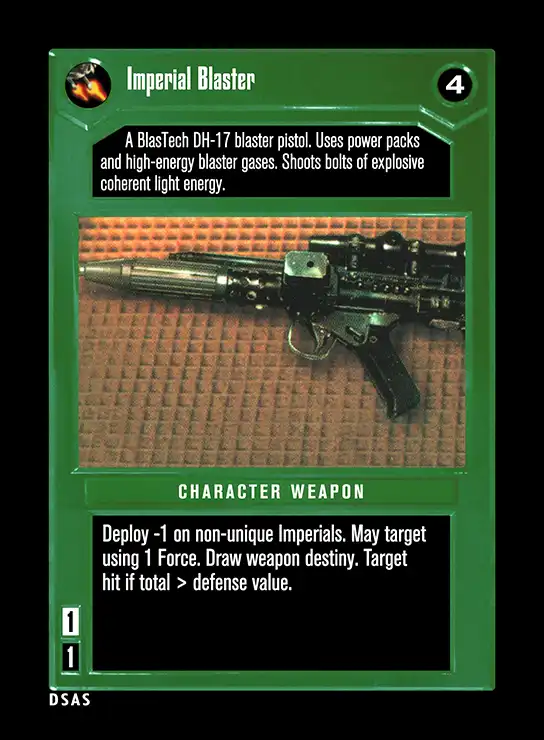 Imperial Blaster
4
A BlasTech DH-17 blaster pistol. Uses power packs
and high-energy blaster gases. Shoots bolts of explosive
coherent light energy.
CHARACTER WEAPON
Deploy -1 on non-unique Imperials. May target
using 1 Force. Draw weapon destiny. Target
hit if total > defense value.
1
1
DSAS